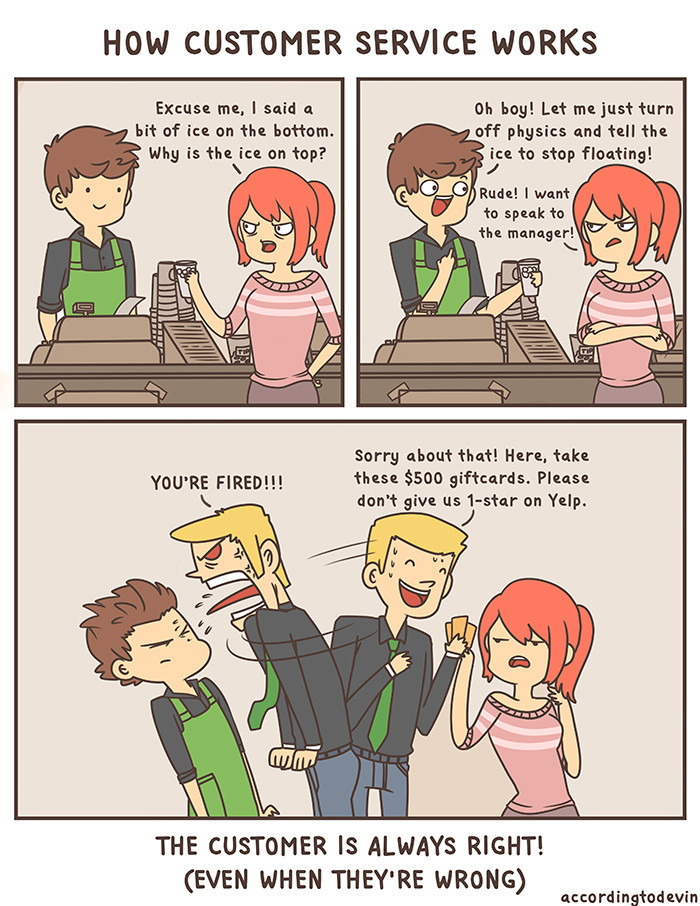 HOW CUSTOMER SERVICE WORKS
Excuse me, I said a
bit of ice on the bottom.
Why is the ice on top?
TIP
Oh boy! Let me just turn
off physics and tell the
ice to stop floating!
Rude! I want
to speak to
the manager!
TIPS
YOU'RE FIRED!!!
Sorry about that! Here, take
these $500 giftcards. Please
don't give us 1-star on Yelp.
THE CUSTOMER IS ALWAYS RIGHT!
(EVEN WHEN THEY'RE WRONG)
accordingtodevin